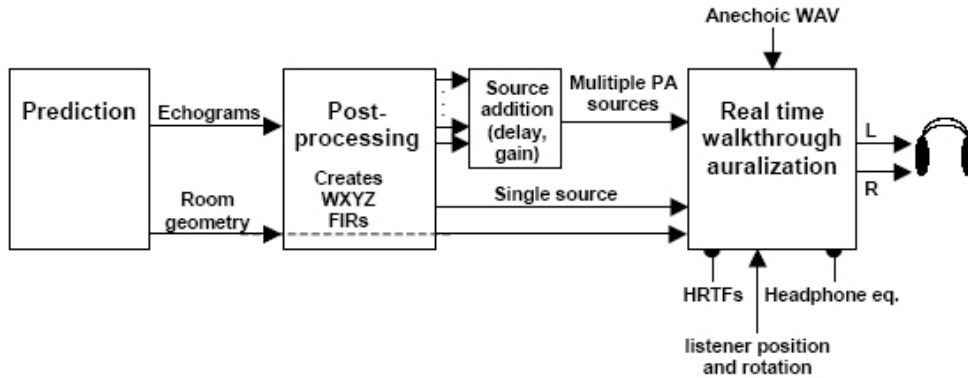 Anechoic WAV
Prediction
Echograms
Room
geometry
Post-
processing
Creates
WXYZ
FIRs
Source
addition
(delay,
gain)
Mulitiple PA
sources
Single source
Real time
walkthrough
auralization
L
R
HRTFs
Headphone eq.
listener position
and rotation